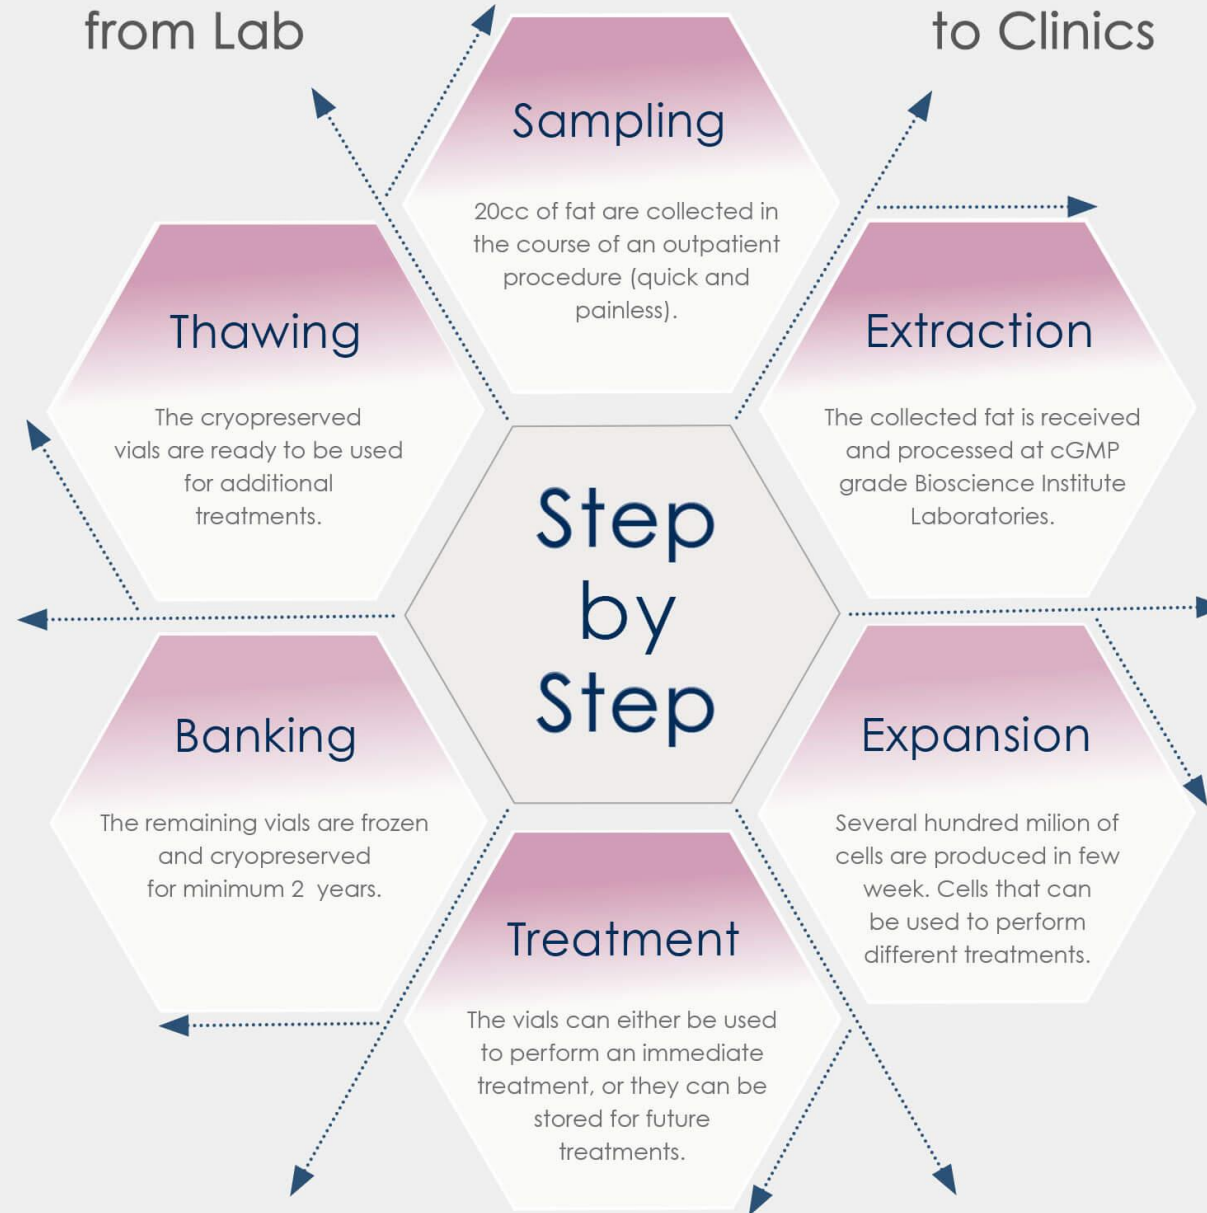 from Lab
to Clinics
Sampling
20cc of fat are collected in
the course of an outpatient
procedure (quick and
painless).
Extraction
The collected fat is received
and processed at cGMP
grade Bioscience Institute
Laboratories.
Expansion
Several hundred milion of
cells are produced in few
week. Cells that can
be used to perform
different treatments.
Treatment
The vials can either be used
to perform an immediate
treatment, or they can be
stored for future
treatments.
Banking
The remaining vials are frozen
and cryopreserved
for minimum 2 years.
Thawing
The cryopreserved
vials are ready to be used
for additional
treatments.
Step
by
Step